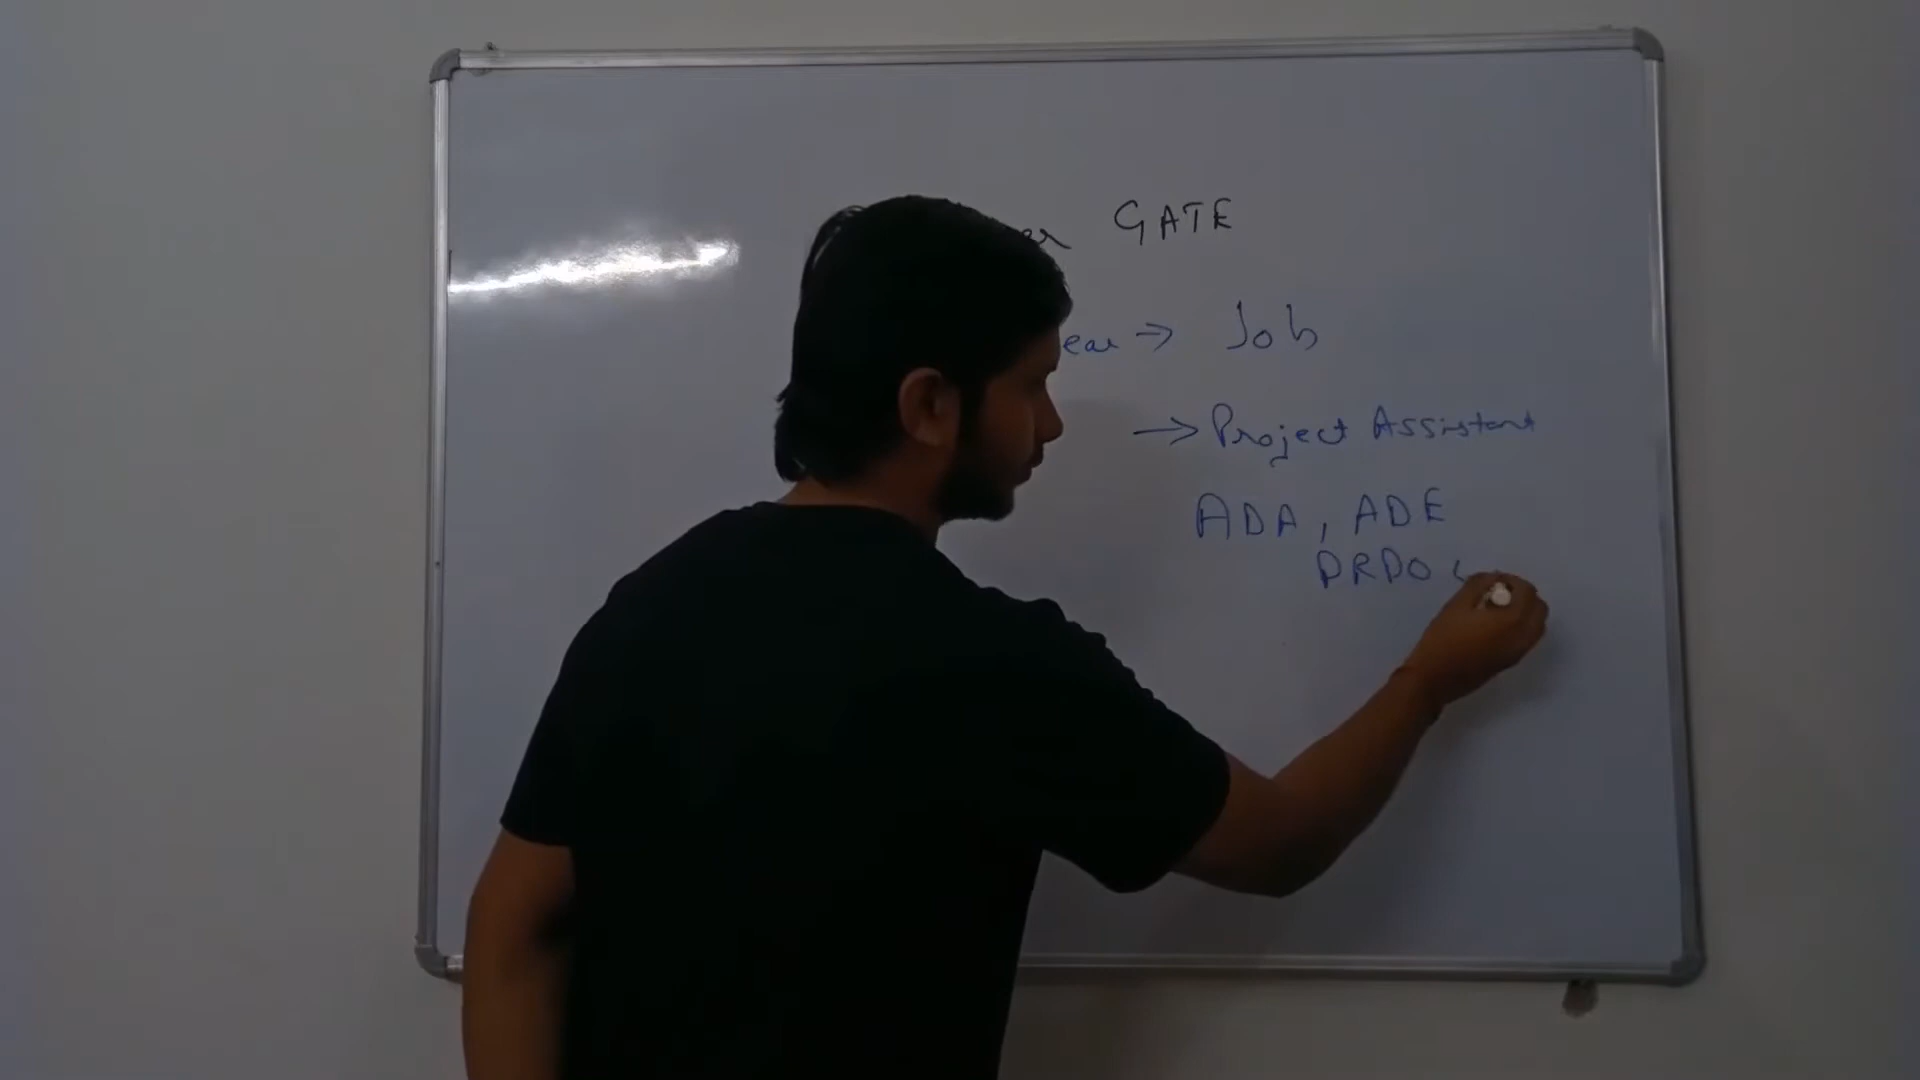 GATE
→ Job
→ Project Assistant
ADA, ADE
DRDO